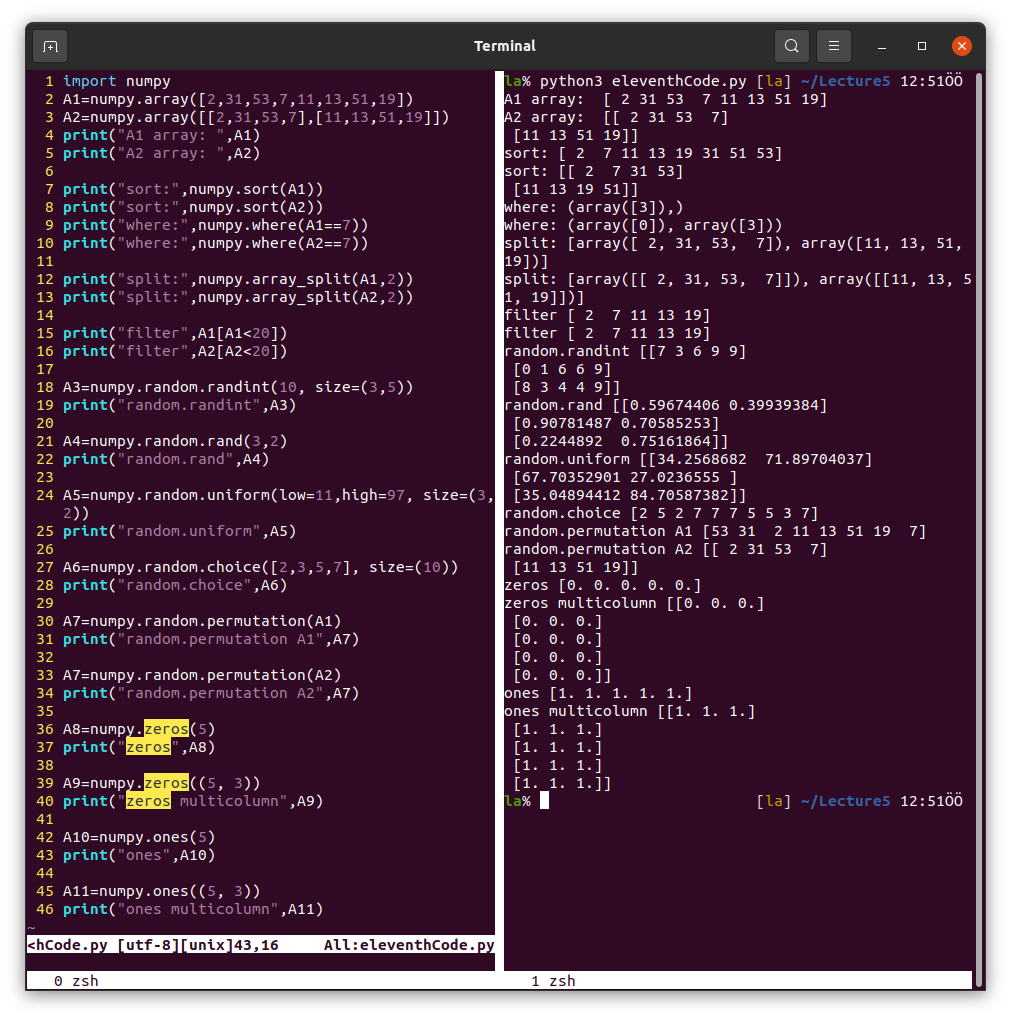 Terminal
1 import numpy
2 A1=numpy.array([2,31,53,7,11,13,51,19])
3 A2=numpy.array([[2,31,53,7],[11,13,51,19]])
4 print("A1 array: ",A1)
5 print("A2 array: ",A2)
6
7 print("sort:",numpy.sort(A1))
8 print("sort:",numpy.sort(A2))
9 print("where:",numpy.where(A1==7))
10 print("where:",numpy.where(A2==7))
11
12 print("split:",numpy.array_split(A1,2))
13 print("split:",numpy.array_split(A2,2))
14
15 print("filter",A1[A1<20])
16 print("filter",A2[A2<20])
17
18 A3=numpy.random.randint(10, size=(3,5))
19 print("random.randint",A3)
20
21 A4=numpy.random.rand(3,2)
22 print("random.rand",A4)
23
24 A5=numpy.random.uniform(low=11,high=97, size=(3,
2))
25 print("random.uniform",A5)
26
27 A6=numpy.random.choice([2,3,5,7], size=(10))
28 print("random.choice",A6)
29
30 A7=numpy.random.permutation(A1)
31 print("random.permutation A1",A7)
32
33 A7=numpy.random.permutation(A2)
34 print("random.permutation A2",A7)
35
36 A8=numpy.zeros(5)
37 print("zeros",A8)
38
39 A9=numpy.zeros((5, 3))
40 print("zeros multicolumn",A9)
41
42 A10=numpy.ones(5)
43 print("ones",A10)
44
45 A11=numpy.ones((5, 3))
46 print("ones multicolumn",A11)
~
<hCode.py [utf-8][unix]43,16     All:eleventhCode.py
la% python3 eleventhCode.py [la] ~/Lecture5 12:51ÖÖ
A1 array:  [ 2 31 53  7 11 13 51 19]
A2 array:  [[ 2 31 53  7]
 [11 13 51 19]]
sort: [ 2  7 11 13 19 31 51 53]
sort: [[ 2  7 31 53]
 [11 13 19 51]]
where: (array([3]),)
where: (array([0]), array([3]))
split: [array([ 2, 31, 53,  7]), array([11, 13, 51,
19])]
split: [array([[ 2, 31, 53,  7]]), array([[11, 13, 5
1, 19]])]
filter [ 2  7 11 13 19]
filter [ 2  7 11 13 19]
random.randint [[7 3 6 9 9]
 [0 1 6 6 9]
 [8 3 4 4 9]]
random.rand [[0.59674406 0.39939384]
 [0.90781487 0.70585253]
 [0.2244892  0.75161864]]
random.uniform [[34.2568682  71.89704037]
 [67.70352901 27.0236555 ]
 [35.04894412 84.70587382]]
random.choice [2 5 2 7 7 7 5 5 3 7]
random.permutation A1 [53 31  2 11 13 51 19  7]
random.permutation A2 [[ 2 31 53  7]
 [11 13 51 19]]
zeros [0. 0. 0. 0. 0.]
zeros multicolumn [[0. 0. 0.]
 [0. 0. 0.]
 [0. 0. 0.]
 [0. 0. 0.]
 [0. 0. 0.]]
ones [1. 1. 1. 1. 1.]
ones multicolumn [[1. 1. 1.]
 [1. 1. 1.]
 [1. 1. 1.]
 [1. 1. 1.]
 [1. 1. 1.]]
la% [la] ~/Lecture5 12:51ÖÖ
0 zsh
1 zsh